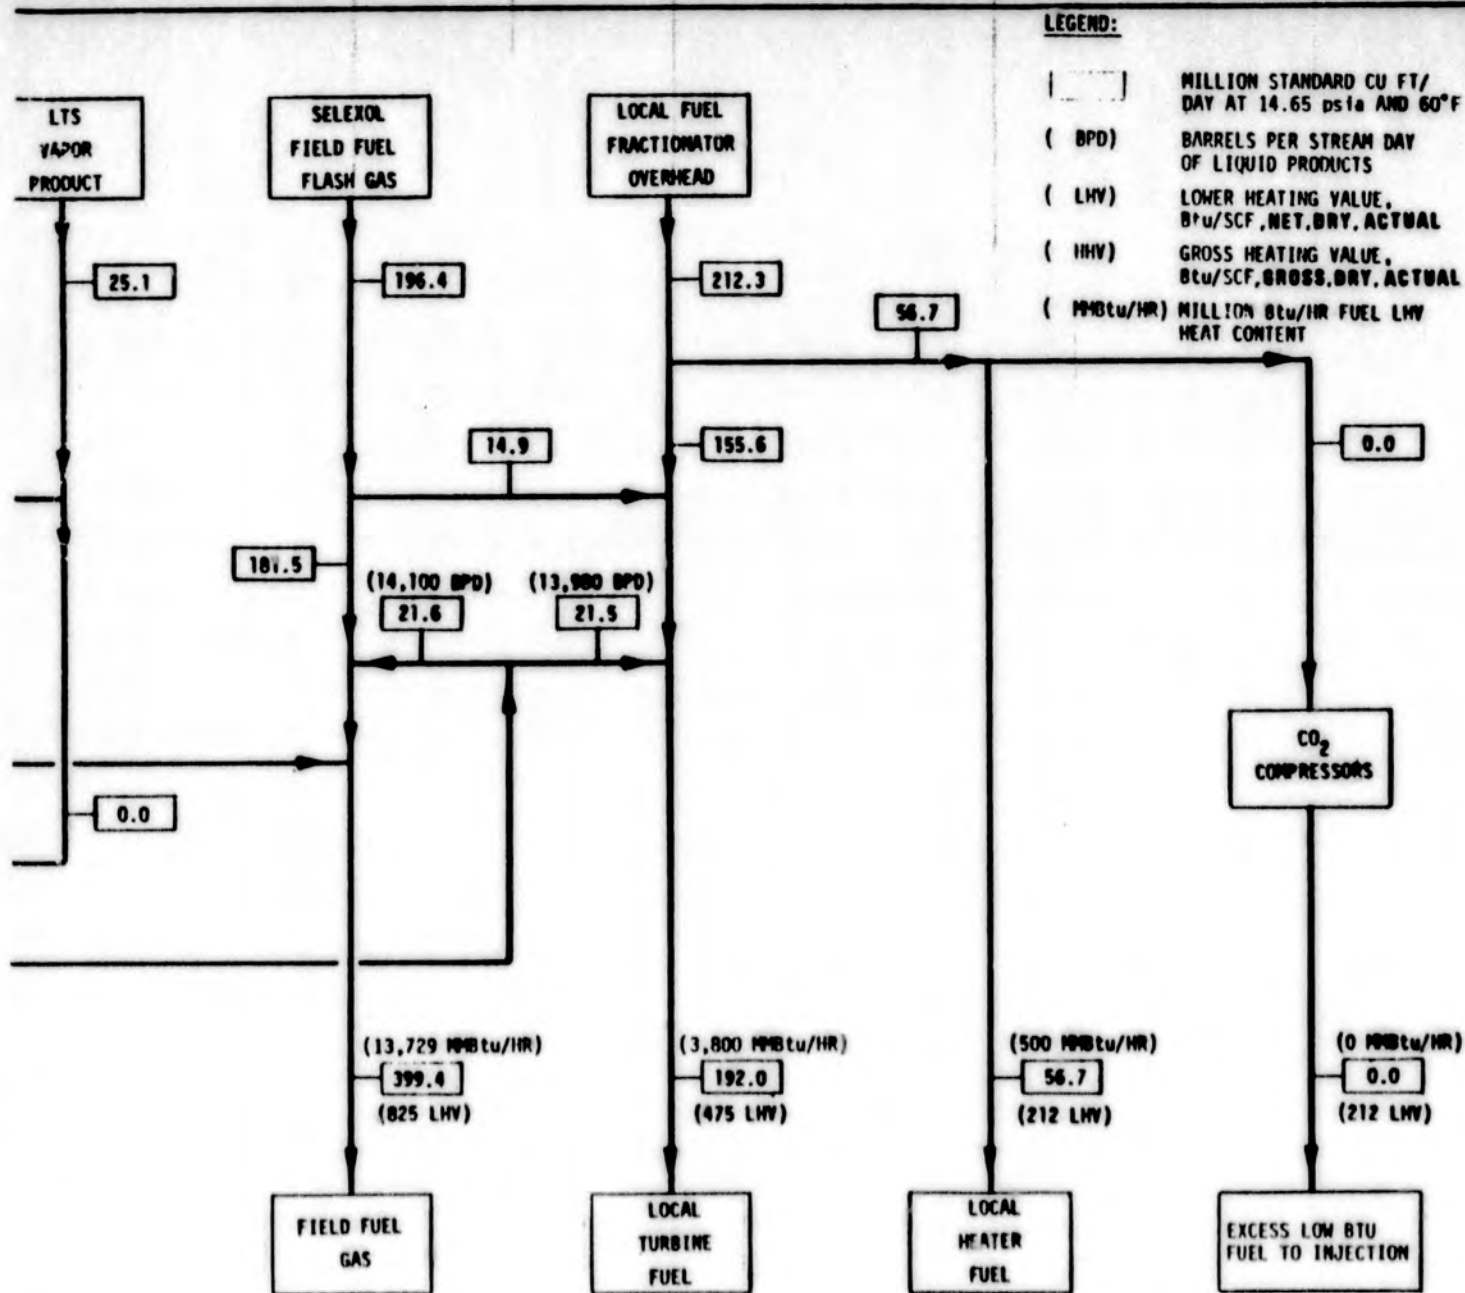 LEGEND:
MILLION STANDARD CU FT/
DAY AT 14.65 psia AND 60°F
( BPD) BARRELS PER STREAM DAY
OF LIQUID PRODUCTS
( LHV) LOWER HEATING VALUE,
Btu/SCF,NET,DRY,ACTUAL
( HHV) GROSS HEATING VALUE,
Btu/SCF,GROSS,DRY,ACTUAL
( MMBtu/HR) MILLION Btu/HR FUEL LHV
HEAT CONTENT
LTS
VAPOR
PRODUCT
SELEXOL
FIELD FUEL
FLASH GAS
LOCAL FUEL
FRACTIONATOR
OVERHEAD
25.1
196.4
212.3
56.7
14.9
155.6
0.0
181.5
(14,100 BPD)
21.6
(13,980 BPD)
21.5
CO2
COMPRESSORS
0.0
(13,729 MMBtu/HR)
399.4
(825 LHV)
(3,800 MMBtu/HR)
192.0
(475 LHV)
(500 MMBtu/HR)
56.7
(212 LHV)
(0 MMBtu/HR)
0.0
(212 LHV)
FIELD FUEL
GAS
LOCAL
TURBINE
FUEL
LOCAL
HEATER
FUEL
EXCESS LOW BTU
FUEL TO INJECTION